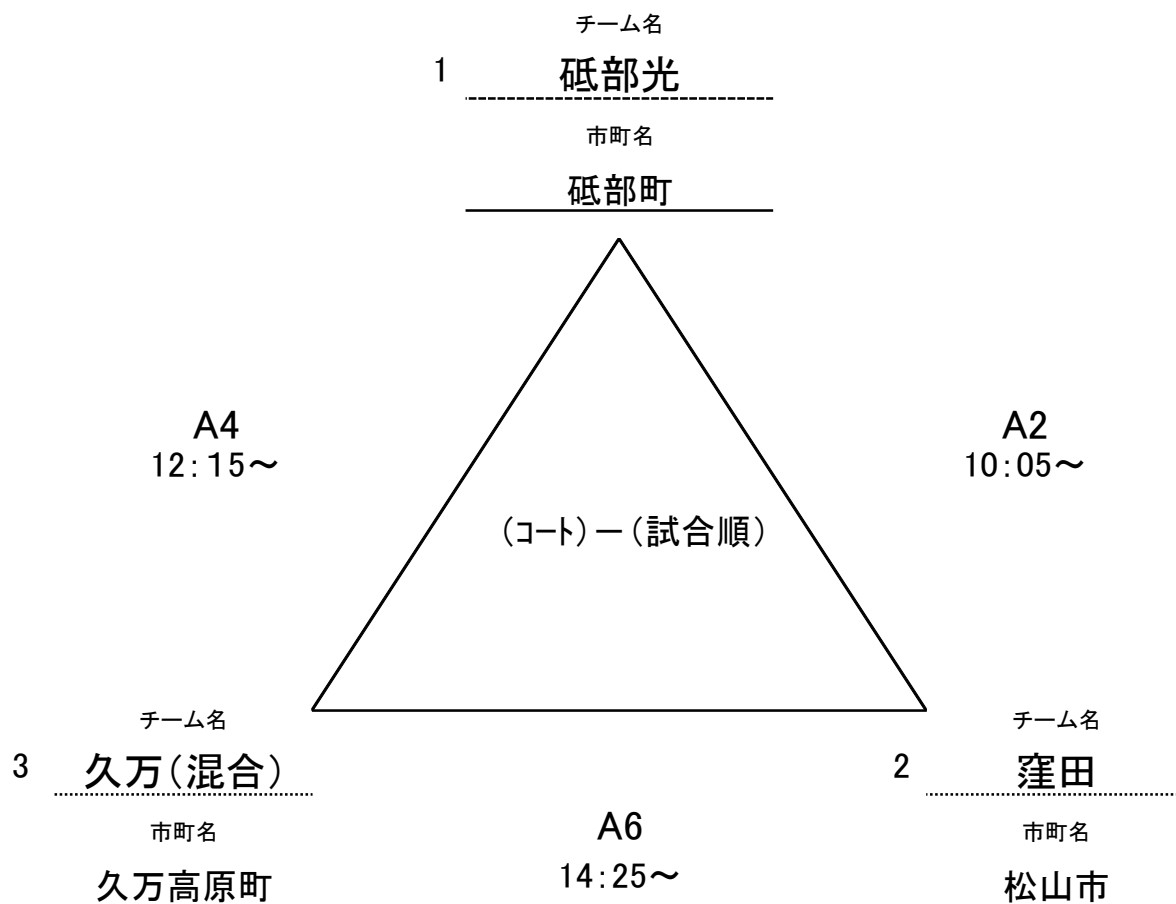 チーム名
1 砥部光
市町名
砥部町
A4
12:15～
A2
10:05～
(ｺｰﾄ)－(試合順)
チーム名
3 久万(混合)
市町名
久万高原町
A6
14:25～
チーム名
2 窪田
市町名
松山市